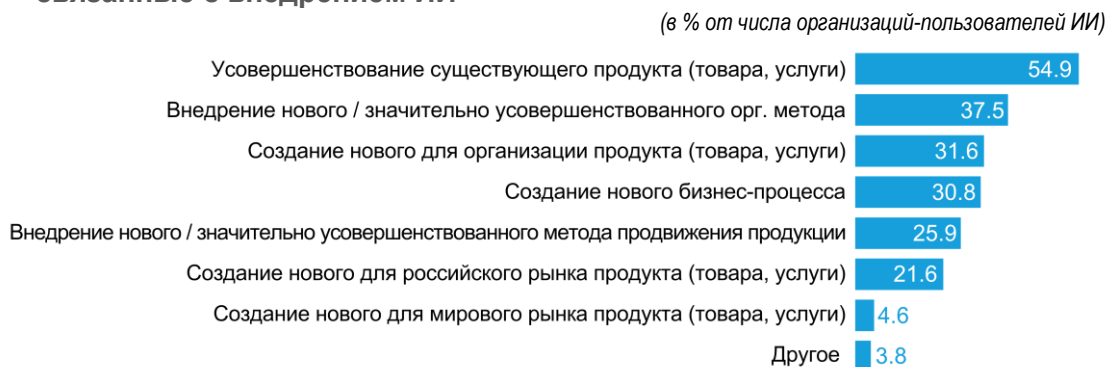 связанные с внедрением ИИ
(в % от числа организаций-пользователей ИИ)
Усовершенствование существующего продукта (товара, услуги) 54.9
Внедрение нового / значительно усовершенствованного орг. метода 37.5
Создание нового для организации продукта (товара, услуги) 31.6
Создание нового бизнес-процесса 30.8
Внедрение нового / значительно усовершенствованного метода продвижения продукции 25.9
Создание нового для российского рынка продукта (товара, услуги) 21.6
Создание нового для мирового рынка продукта (товара, услуги) 4.6
Другое 3.8